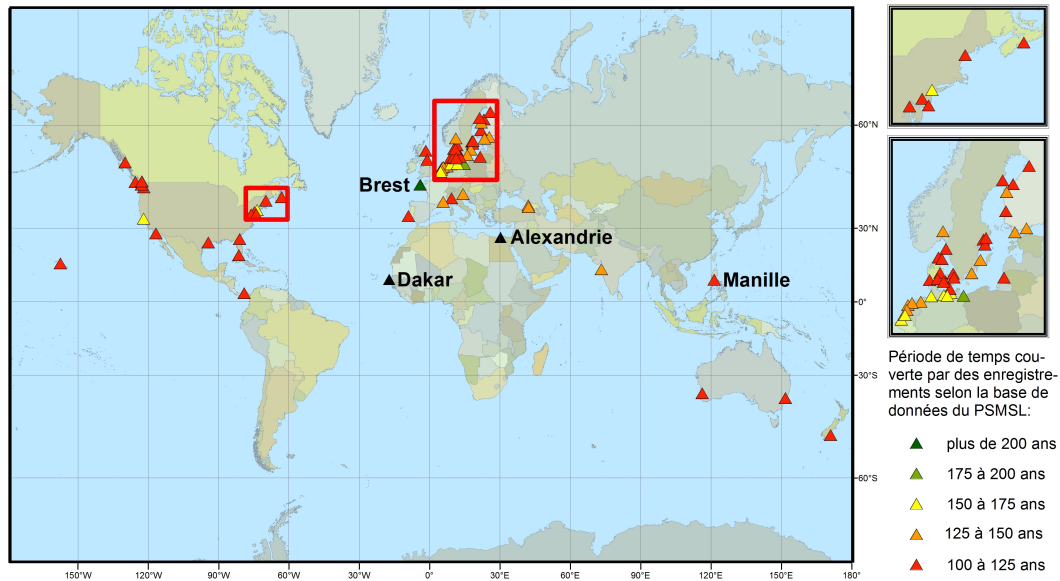 Brest
Alexandrie
Dakar
Manille
60°N
30°N
0°
30°S
60°S
150°W
120°W
90°W
60°W
30°W
0°
30°E
60°E
90°E
120°E
150°E
180°
Période de temps cou-
verte par des enregistre-
ments selon la base de
données du PSMSL:
plus de 200 ans
175 à 200 ans
150 à 175 ans
125 à 150 ans
100 à 125 ans